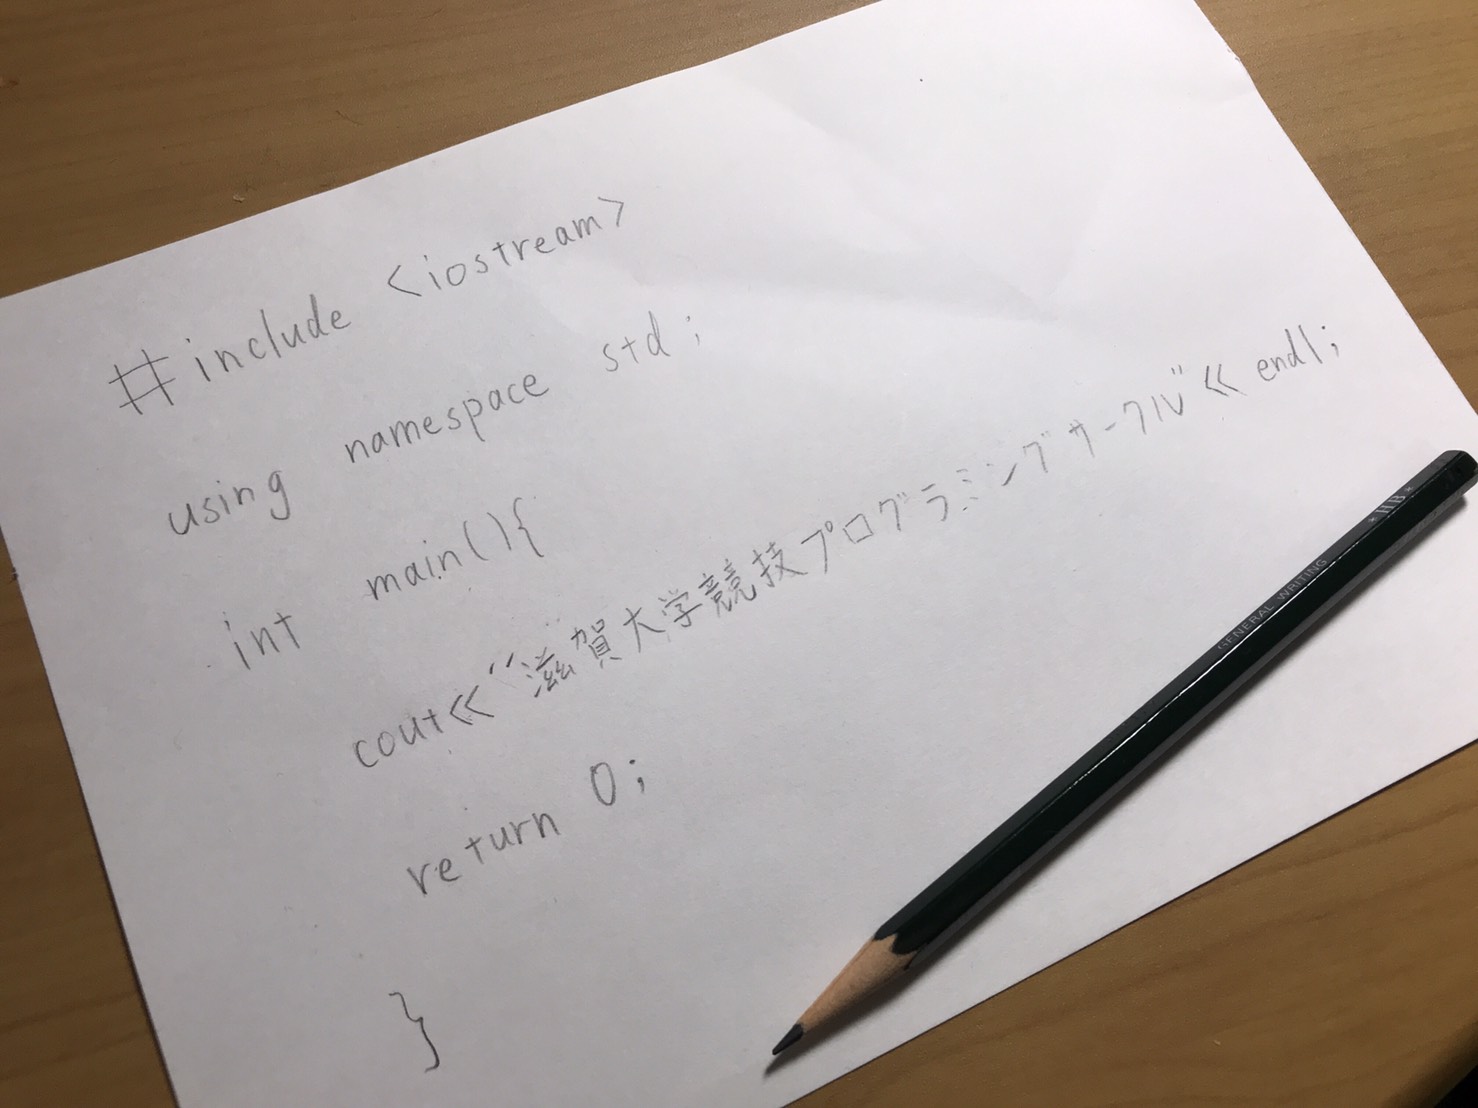 #include <iostream>
using namespace std;
int main(){
cout<<"滋賀大学競技プログラミングサークル"<< endl;
return 0;
}
GENERAL WRITING * HB *